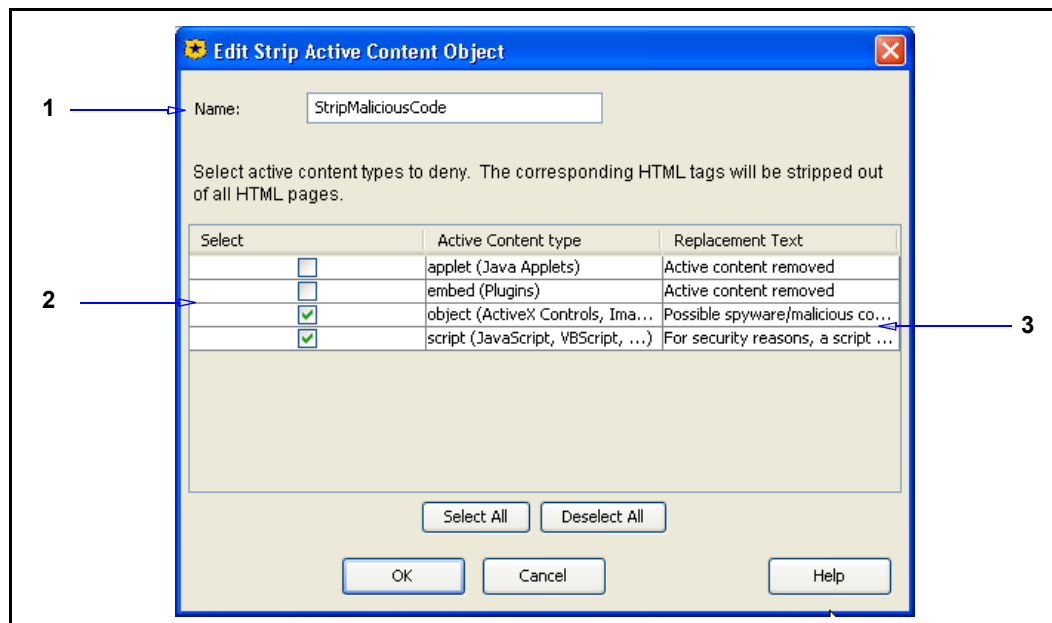 Edit Strip Active Content Object
1
Name: StripMaliciousCode
Select active content types to deny. The corresponding HTML tags will be stripped out
of all HTML pages.
Select Active Content type Replacement Text
applet (Java Applets) Active content removed
2
embed (Plugins) Active content removed
object (ActiveX Controls, Ima... Possible spyware/malicious co...
3
script (JavaScript, VBScript, ...) For security reasons, a script ...
Select All Deselect All
OK Cancel Help